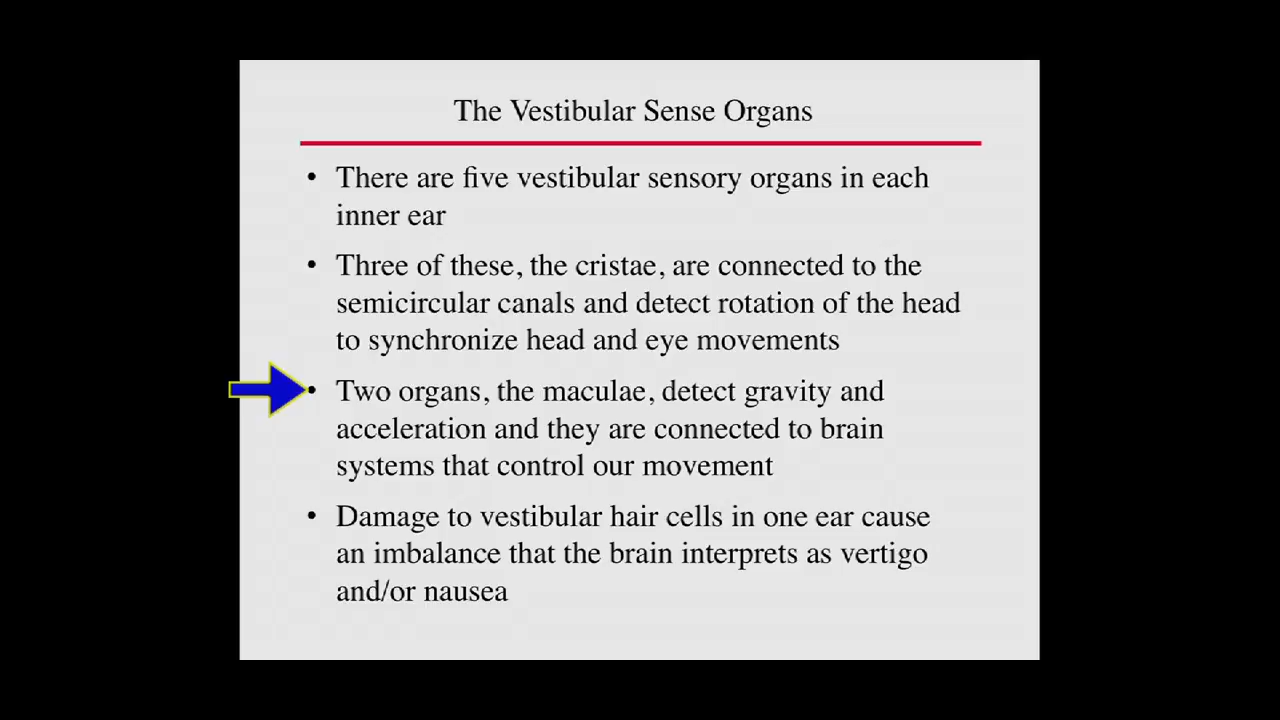 The Vestibular Sense Organs
• There are five vestibular sensory organs in each
inner ear
• Three of these, the cristae, are connected to the
semicircular canals and detect rotation of the head
to synchronize head and eye movements
• Two organs, the maculae, detect gravity and
acceleration and they are connected to brain
systems that control our movement
• Damage to vestibular hair cells in one ear cause
an imbalance that the brain interprets as vertigo
and/or nausea